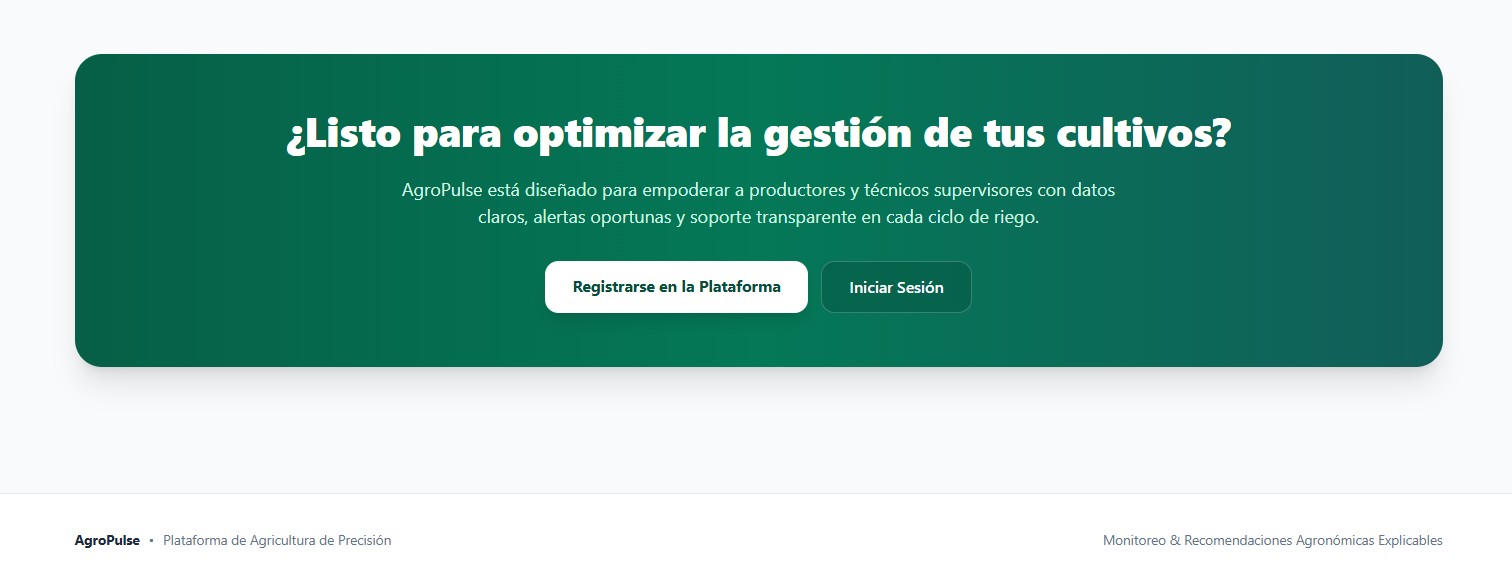 ¿Listo para optimizar la gestión de tus cultivos?
AgroPulse está diseñado para empoderar a productores y técnicos supervisores con datos
claros, alertas oportunas y soporte transparente en cada ciclo de riego.
Registrarse en la Plataforma
Iniciar Sesión
AgroPulse • Plataforma de Agricultura de Precisión
Monitoreo & Recomendaciones Agronómicas Explicables